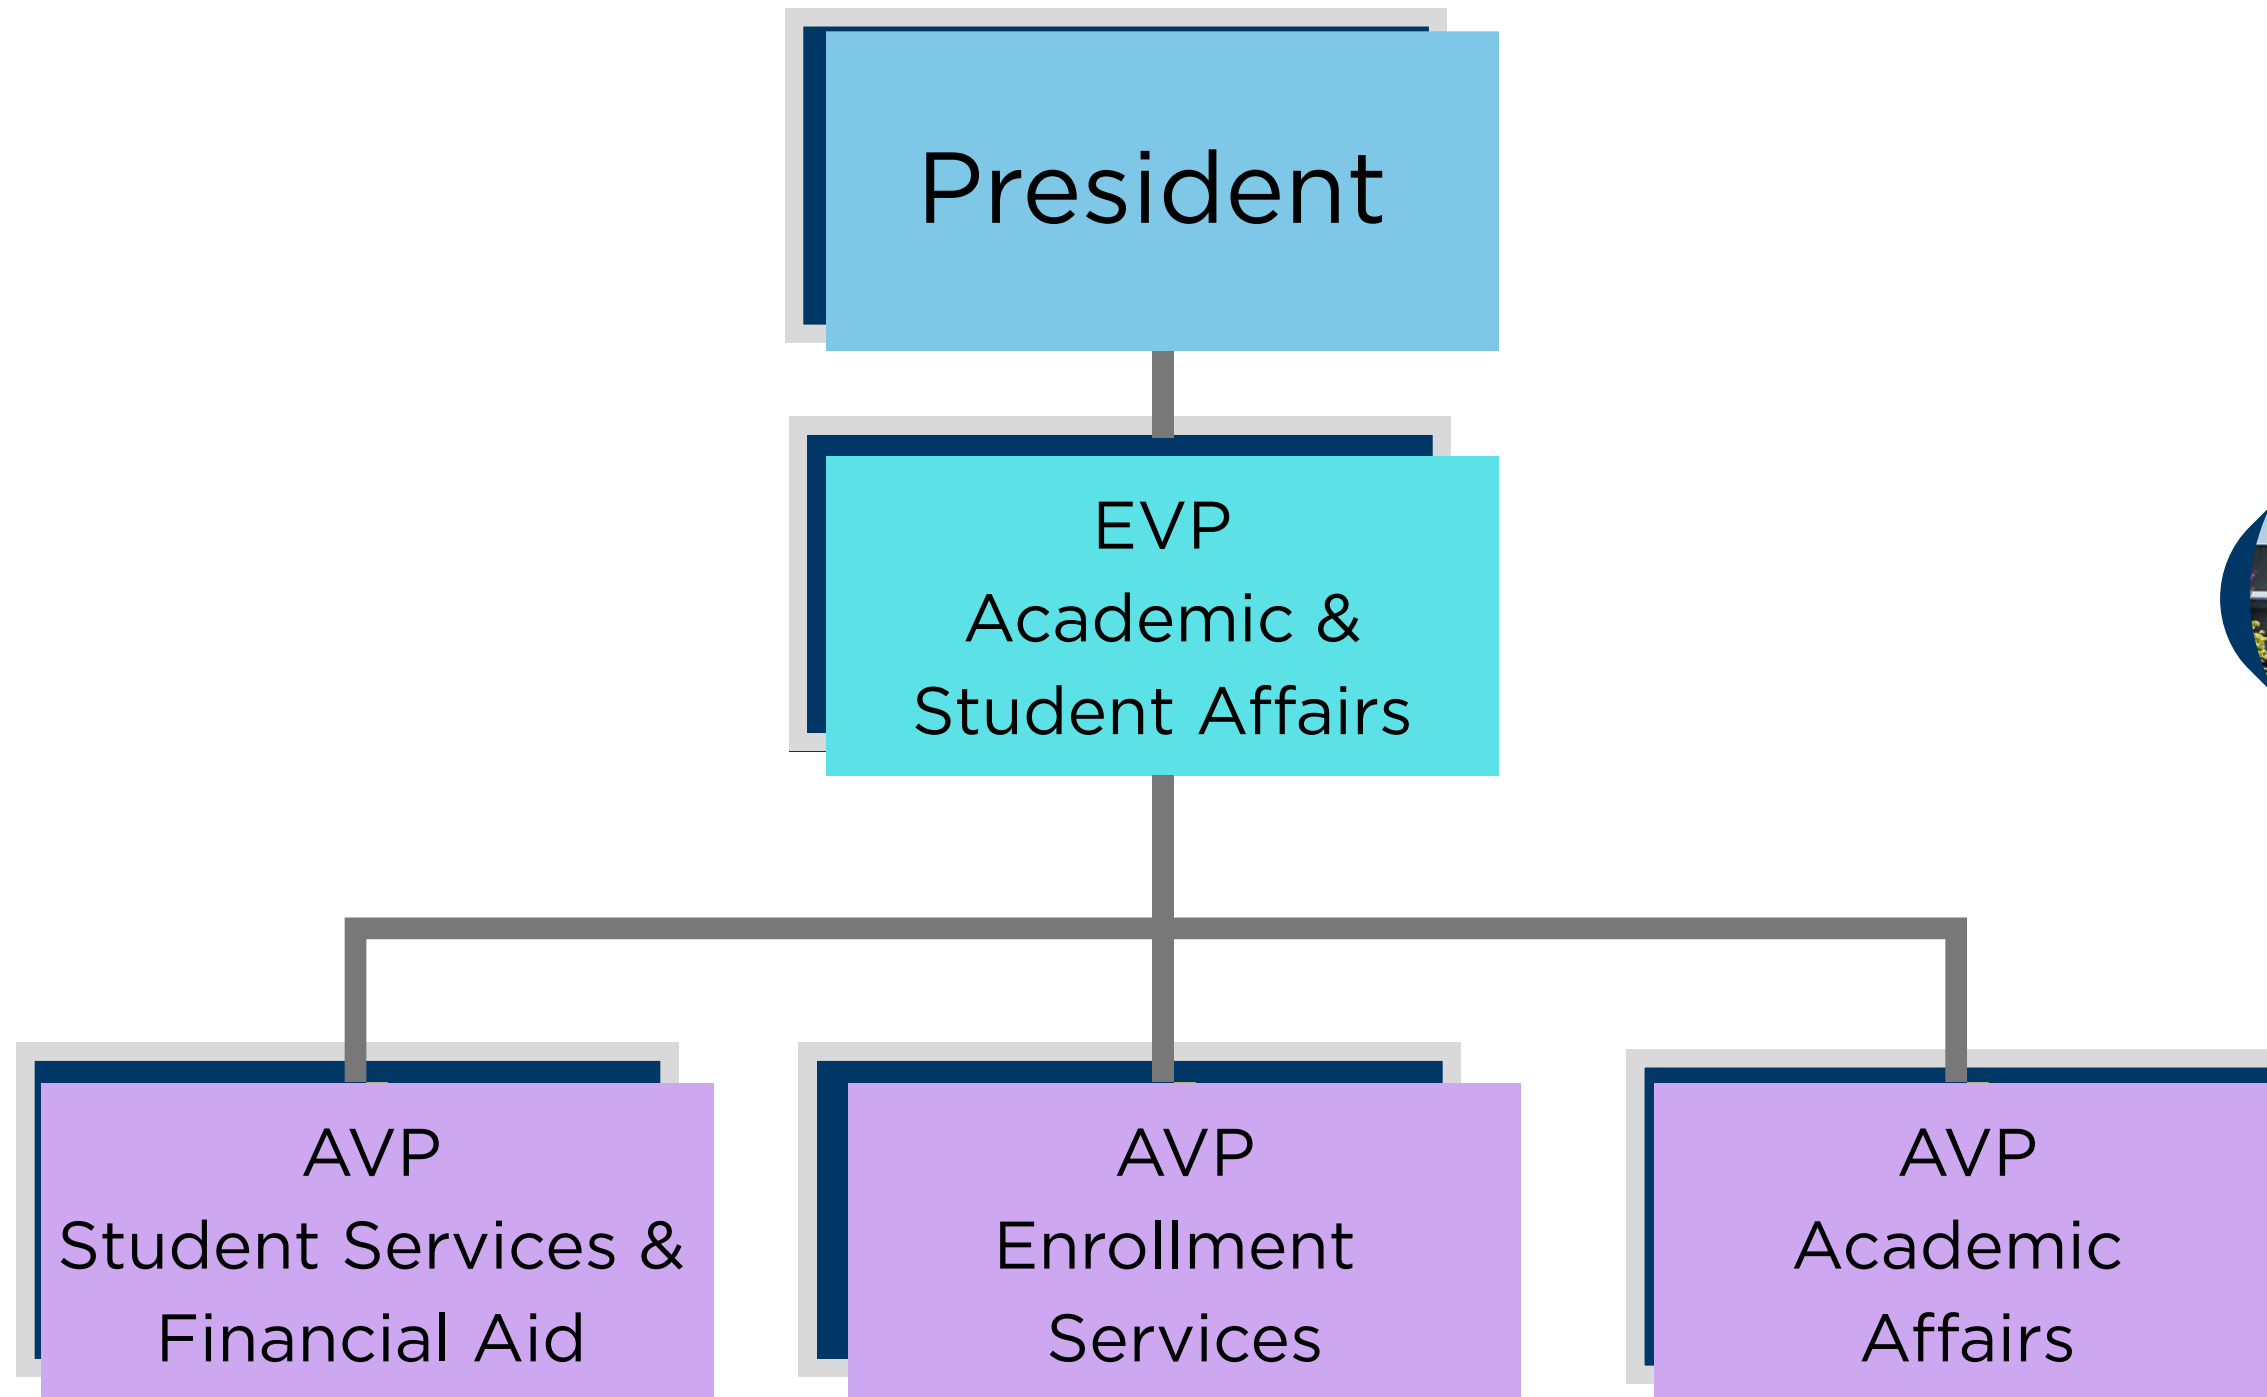 President
EVP
Academic &
Student Affairs
AVP
Student Services &
Financial Aid
AVP
Enrollment
Services
AVP
Academic
Affairs